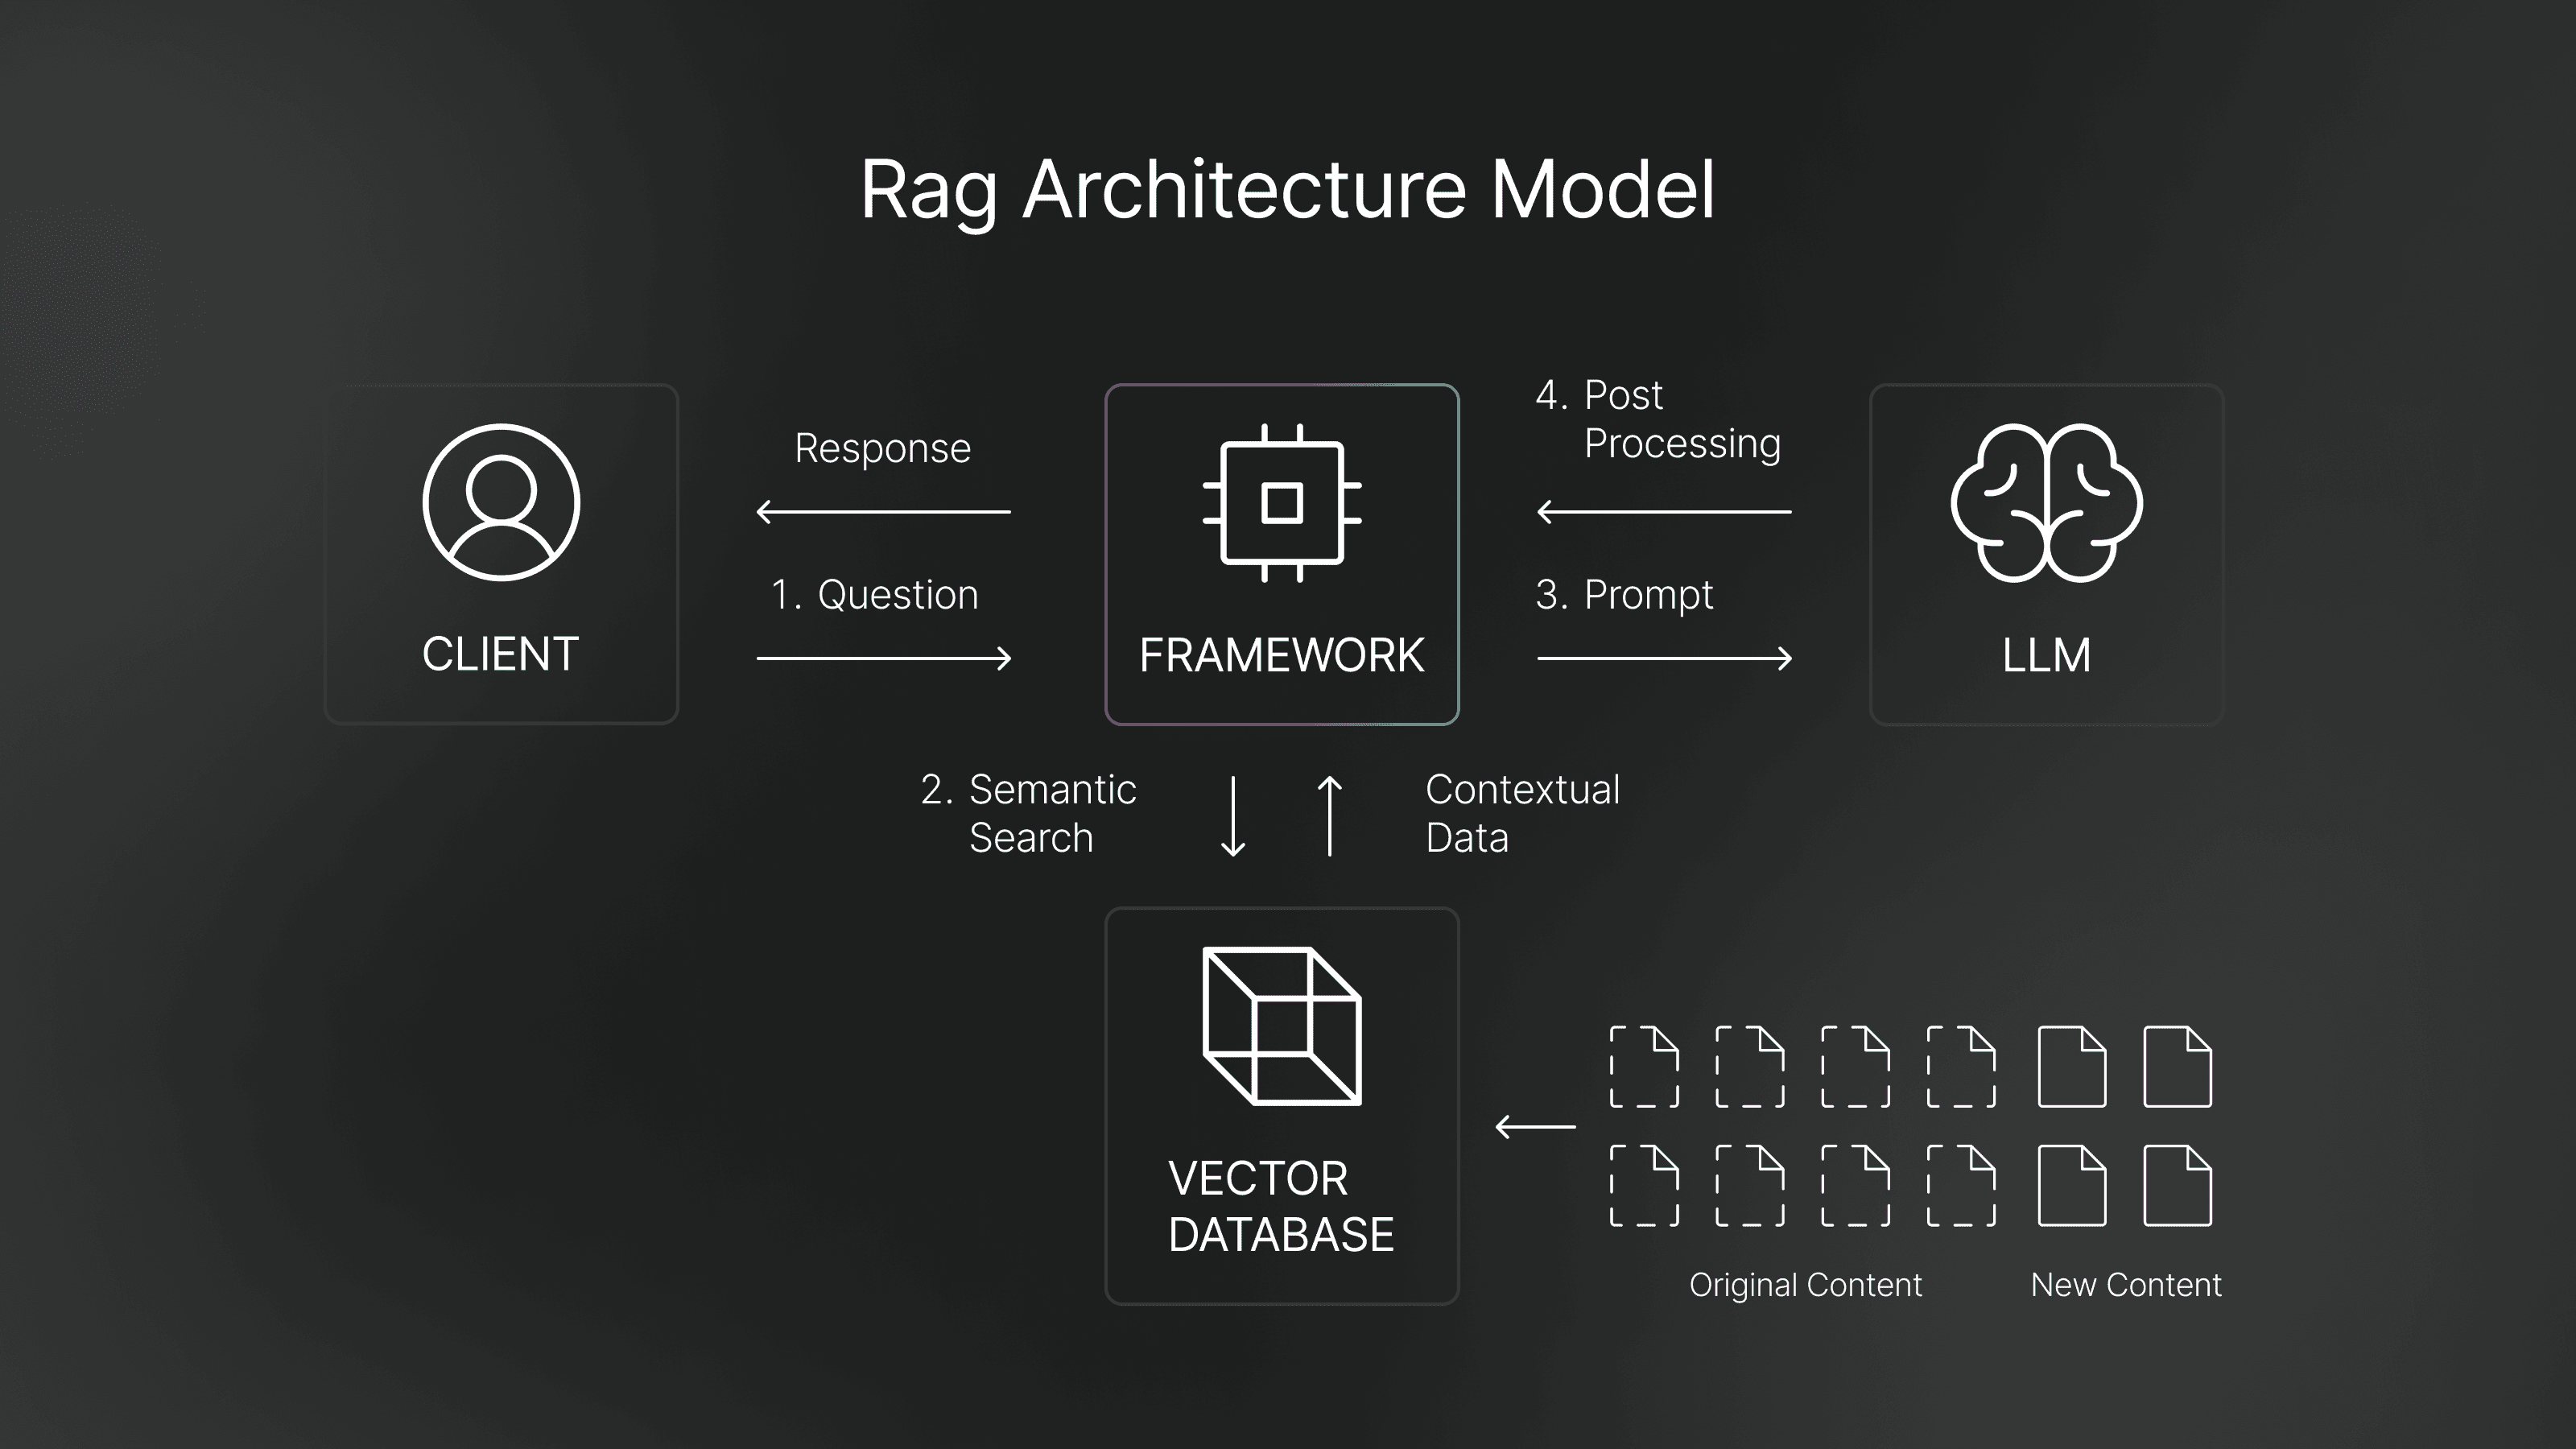 Rag Architecture Model
Response
1. Question
CLIENT
FRAMEWORK
4. Post
Processing
3. Prompt
LLM
2. Semantic
Search
Contextual
Data
VECTOR
DATABASE
Original Content
New Content